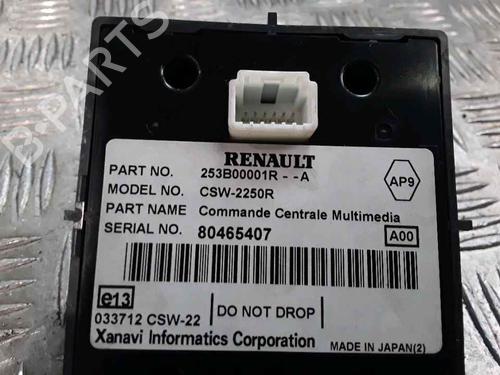 B-PARTS
RENAULT
PART NO. 253B00001R - -A
MODEL NO. CSW-2250R
AP9
PART NAME Commande Centrale Multimedia
SERIAL NO. 80465407
A00
e13
033712 CSW-22
DO NOT DROP
Xanavi Informatics Corporation
MADE IN JAPAN(2)